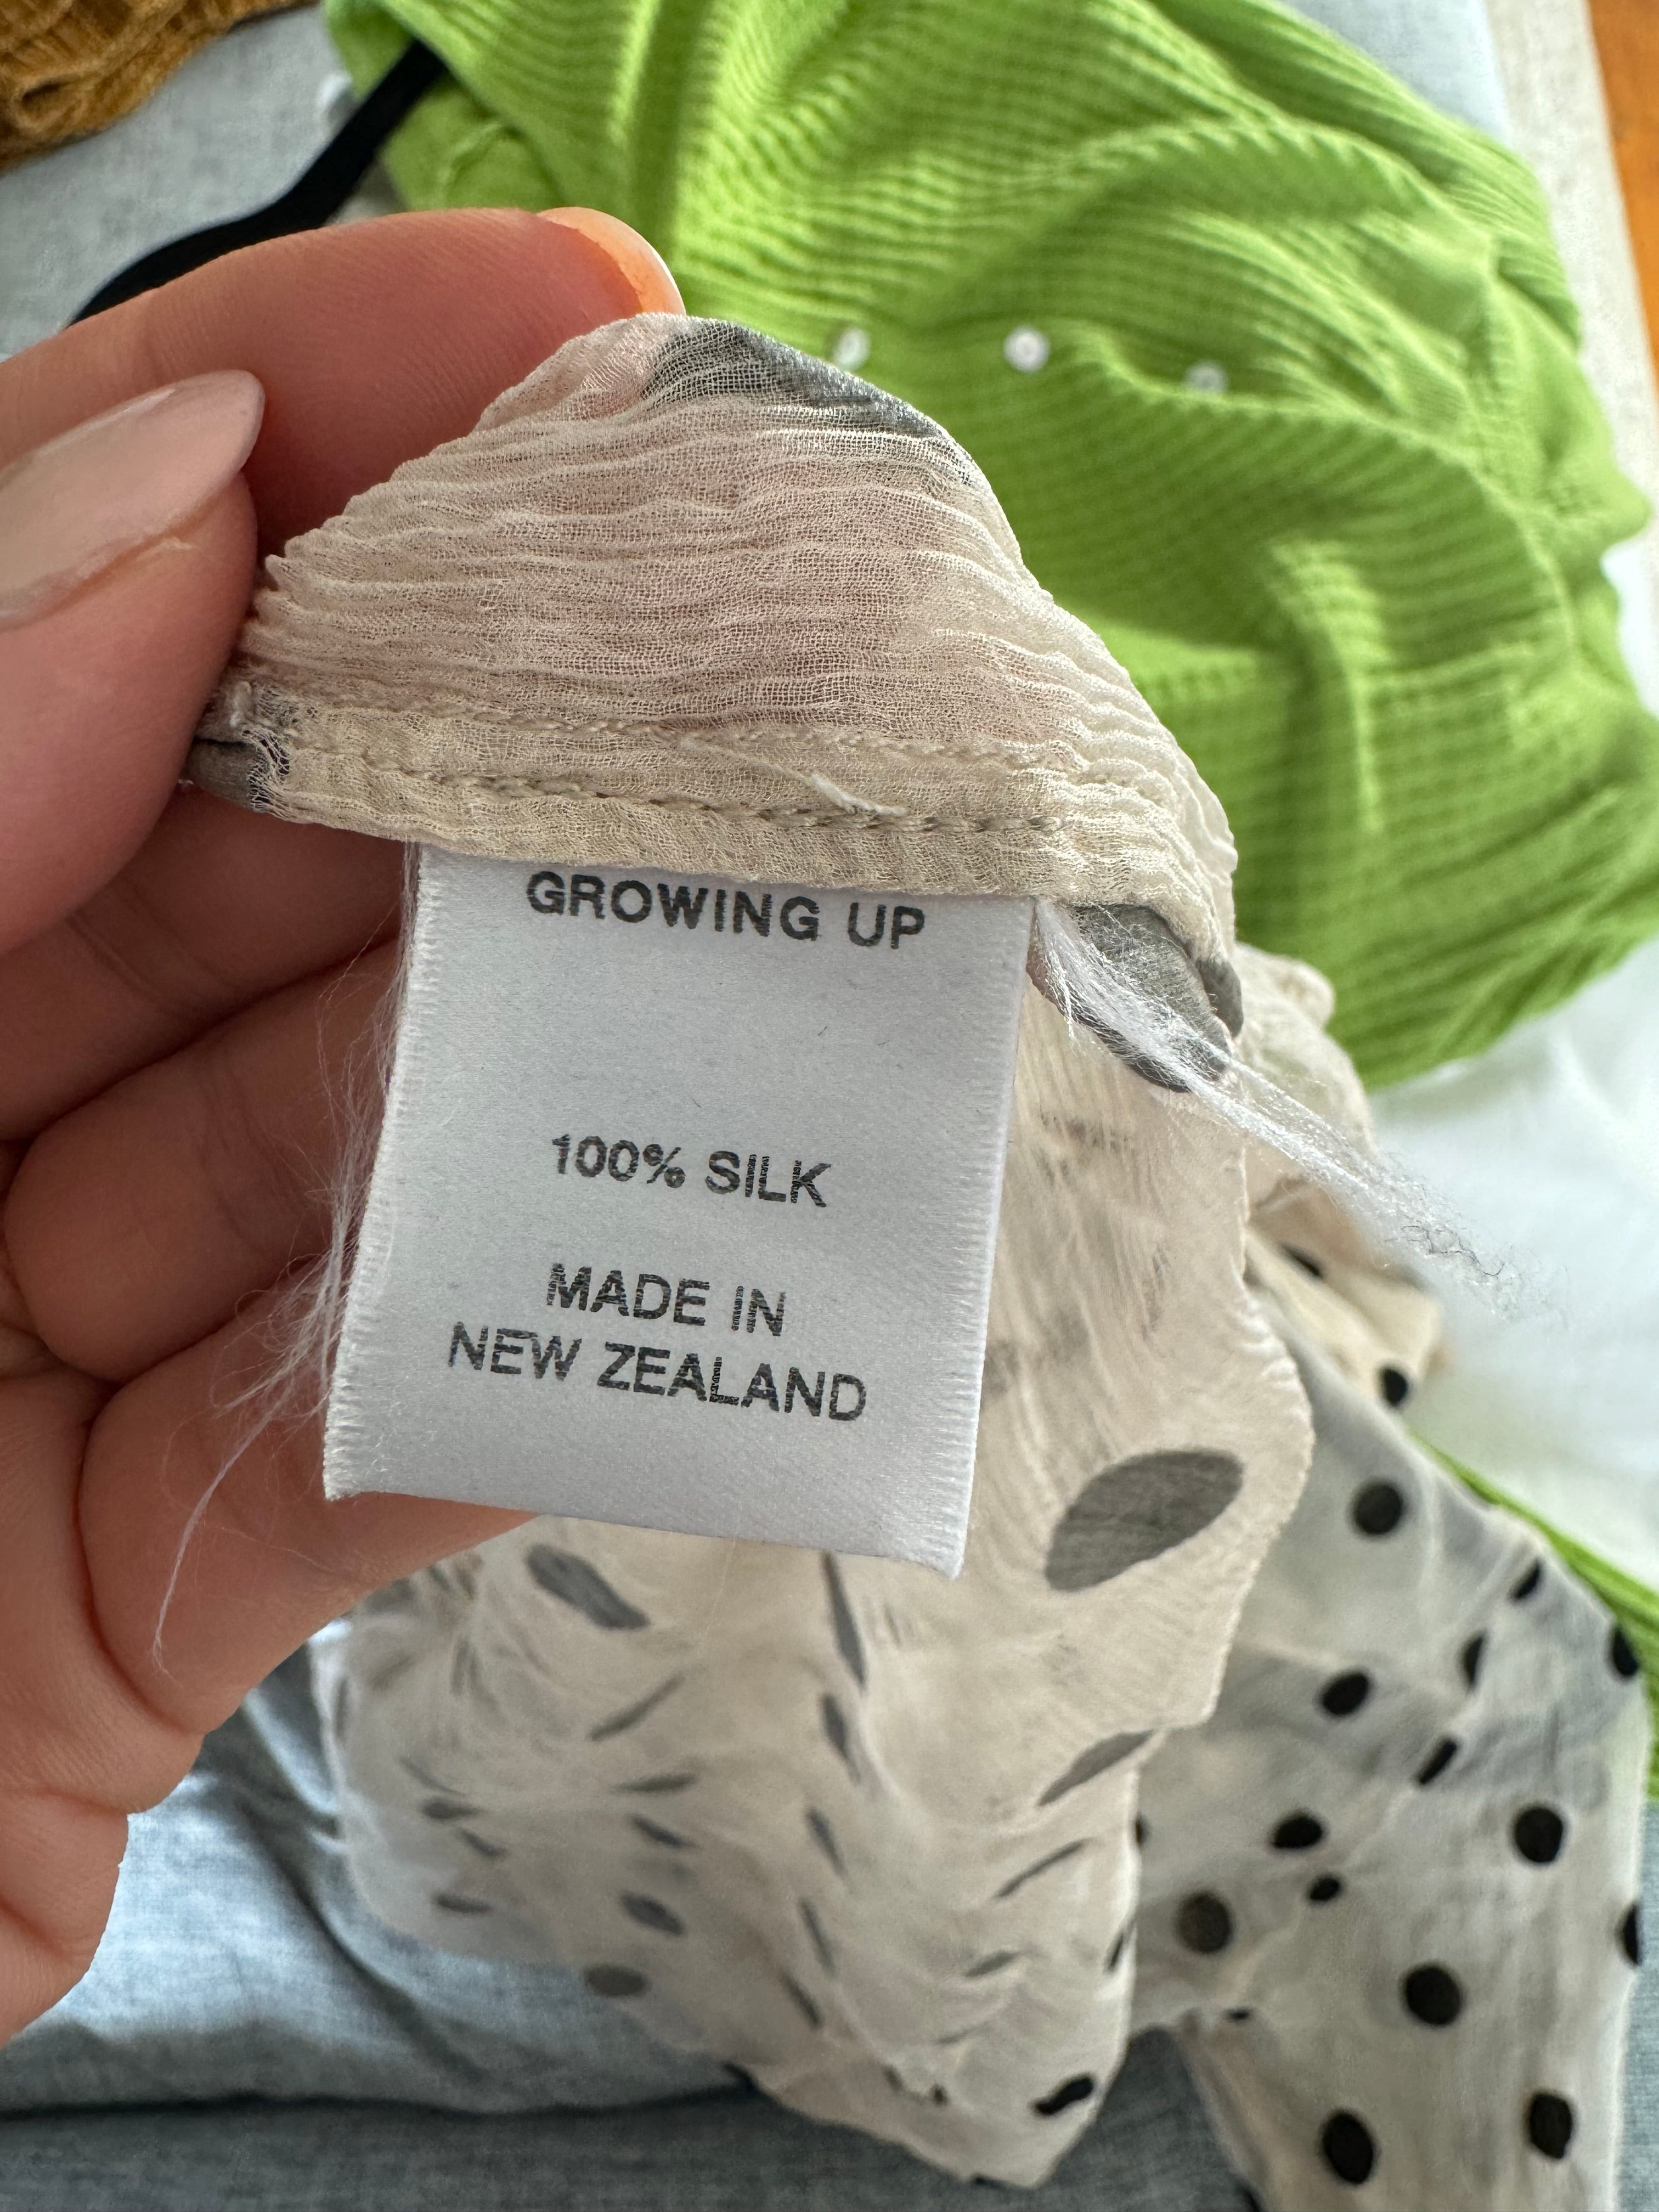 GROWING UP
100% SILK
MADE IN
NEW ZEALAND